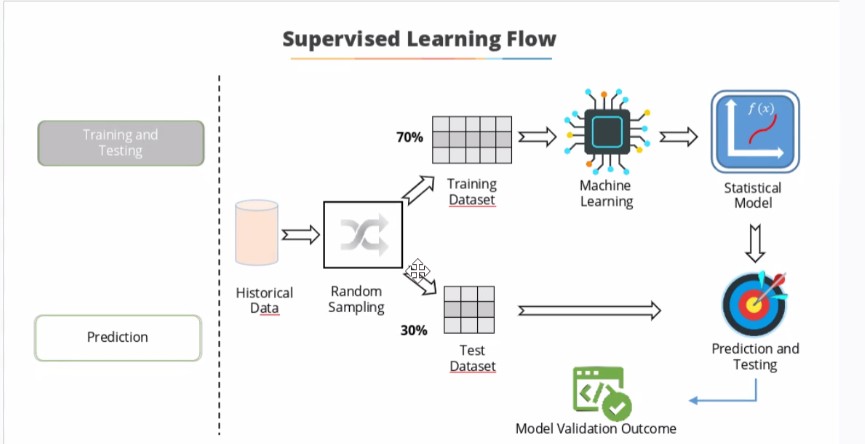 Supervised Learning Flow
Training and
Testing
Prediction
Historical
Data
Random
Sampling
70%
Training
Dataset
30%
Test
Dataset
Machine
Learning
f(x)
Statistical
Model
Prediction and
Testing
Model Validation Outcome